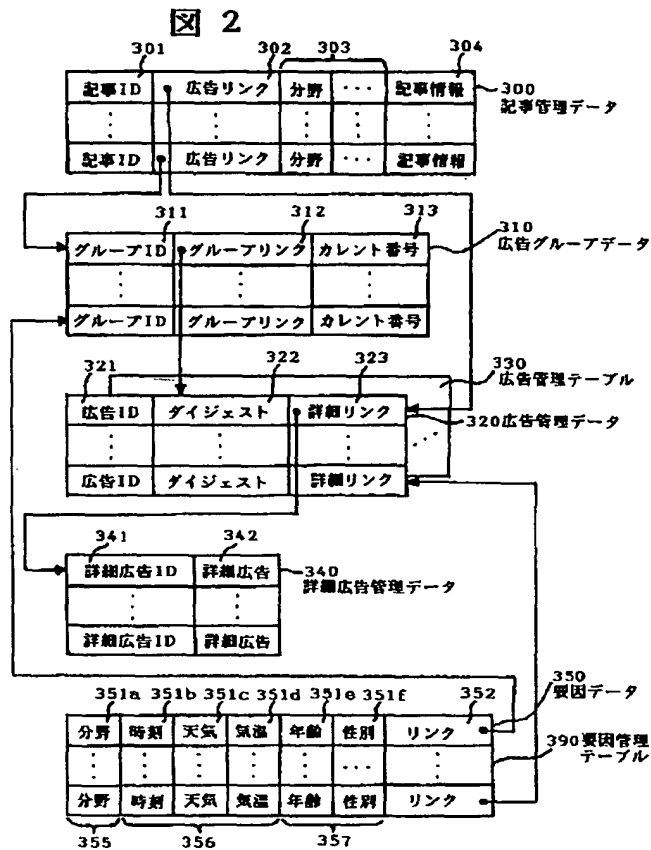 図 2
301 302 303 304
記事ID 広告リンク 分野 ... 記事情報
300
記事管理データ
記事ID 広告リンク 分野 ... 記事情報
311 312 313
グループID グループリンク カレント番号
310
広告グループデータ
グループID グループリンク カレント番号
321 322 323
330
広告管理テーブル
広告ID ダイジェスト 詳細リンク
320広告管理データ
広告ID ダイジェスト 詳細リンク
341 342
詳細広告ID 詳細広告
340
詳細広告管理データ
詳細広告ID 詳細広告
351a 351b 351c 351d 351e 351f 352
350
要因データ
分野 時刻 天気 気温 年齢 性別 リンク
390要因管理
テーブル
分野 時刻 天気 気温 年齢 性別 リンク
355 356 357